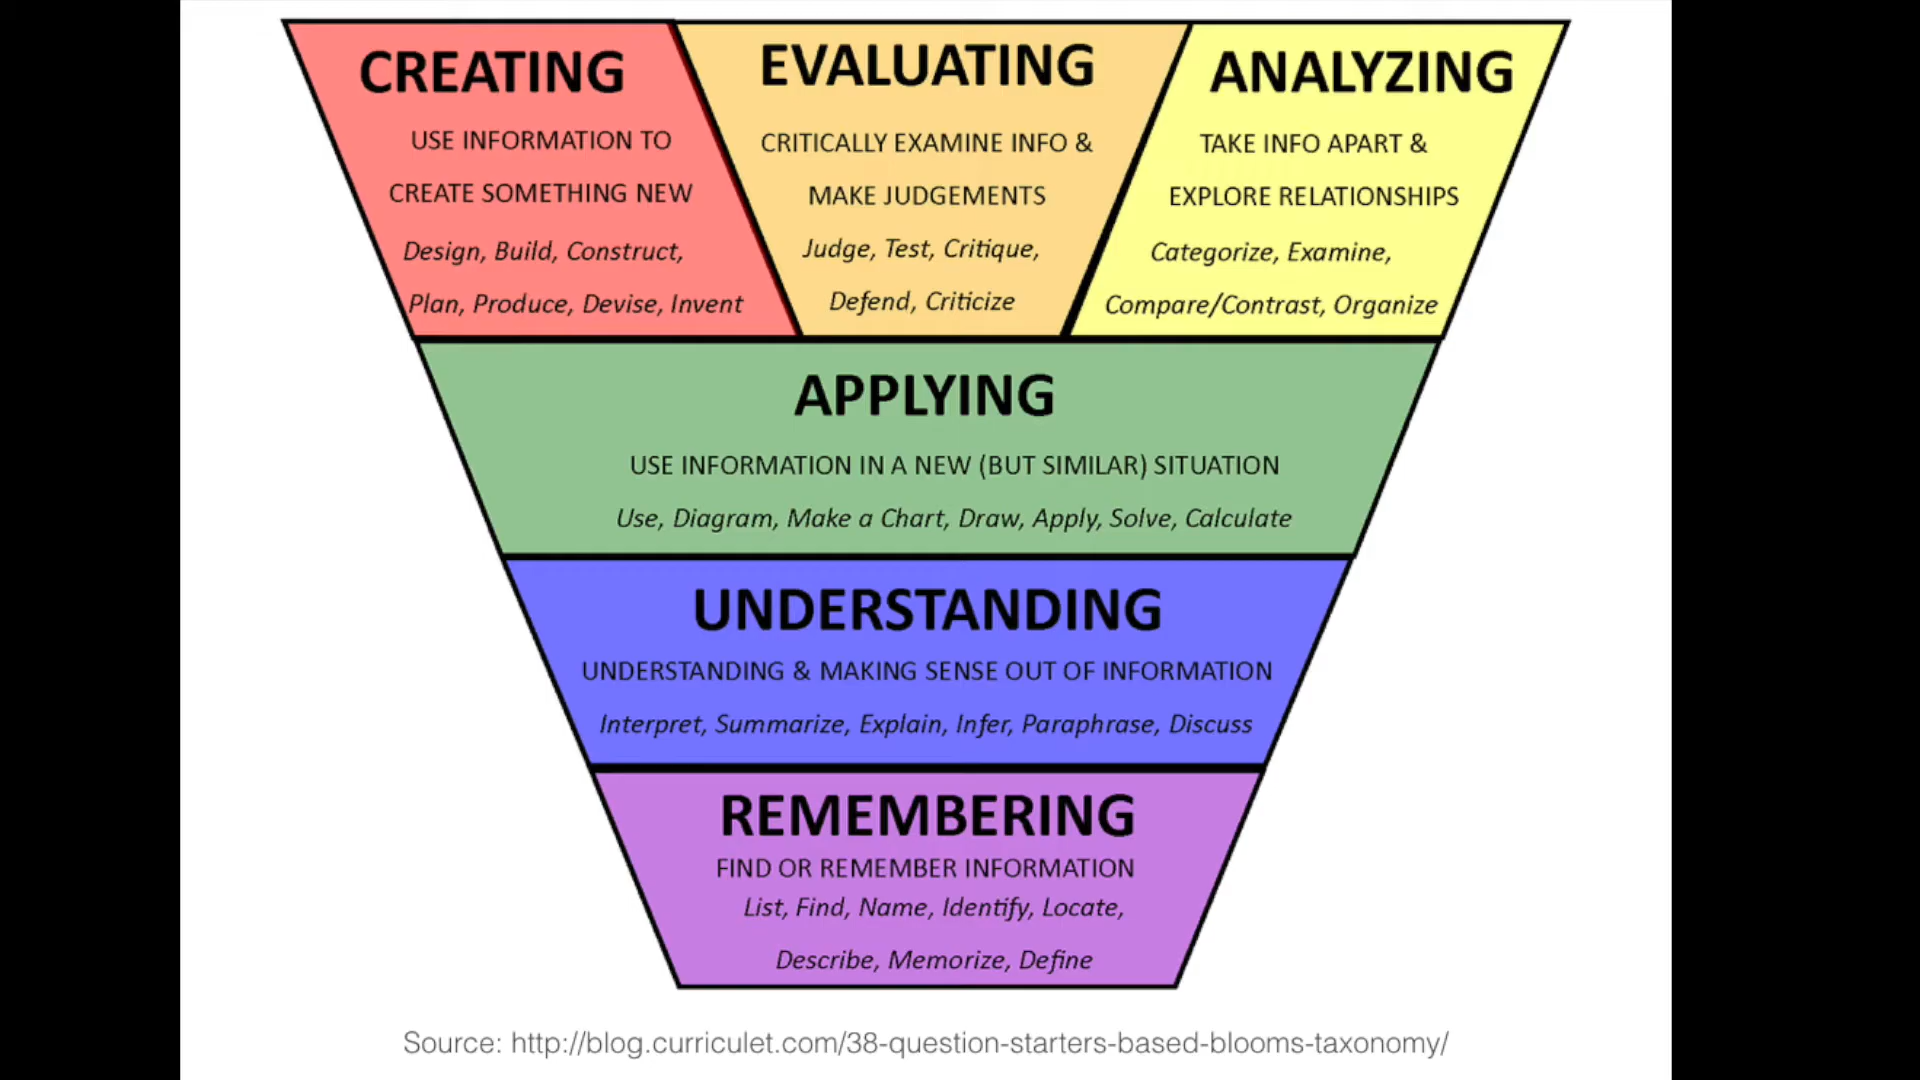 CREATING
USE INFORMATION TO
CREATE SOMETHING NEW
Design, Build, Construct,
Plan, Produce, Devise, Invent
EVALUATING
CRITICALLY EXAMINE INFO &
MAKE JUDGEMENTS
Judge, Test, Critique,
Defend, Criticize
ANALYZING
TAKE INFO APART &
EXPLORE RELATIONSHIPS
Categorize, Examine,
Compare/Contrast, Organize
APPLYING
USE INFORMATION IN A NEW (BUT SIMILAR) SITUATION
Use, Diagram, Make a Chart, Draw, Apply, Solve, Calculate
UNDERSTANDING
UNDERSTANDING & MAKING SENSE OUT OF INFORMATION
Interpret, Summarize, Explain, Infer, Paraphrase, Discuss
REMEMBERING
FIND OR REMEMBER INFORMATION
List, Find, Name, Identify, Locate,
Describe, Memorize, Define
Source: http://blog.curriculet.com/38-question-starters-based-blooms-taxonomy/